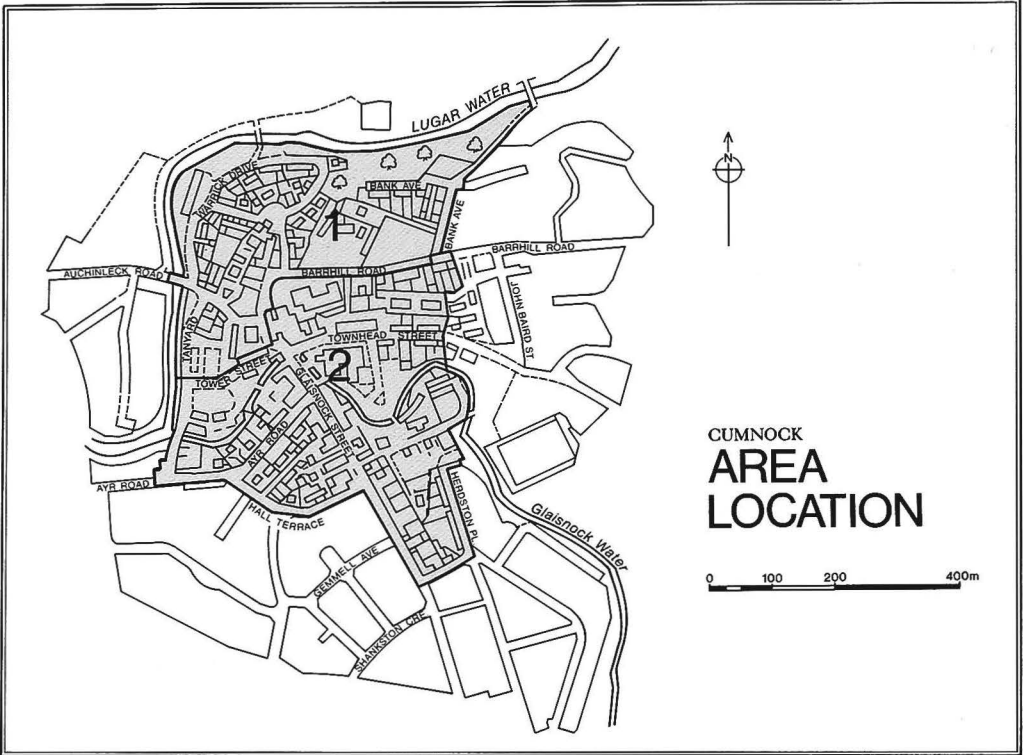 LUGAR WATER
N
WARRICK DRIVE
BANK AVE
1
BANK AVE
BARRHILL ROAD
AUCHINLECK ROAD
BARRHILL ROAD
JOHN BAIRD ST
TANYARD
TOWNHEAD STREET
2
TOWER STREET
GLAISNOCK STREET
AYR ROAD
CUMNOCK
AREA
LOCATION
AYR ROAD
HERDSTON PL
HALL TERRACE
Glaisnock Water
GEMMELL AVE
0 100 200 400m
SHANKSTON CRE